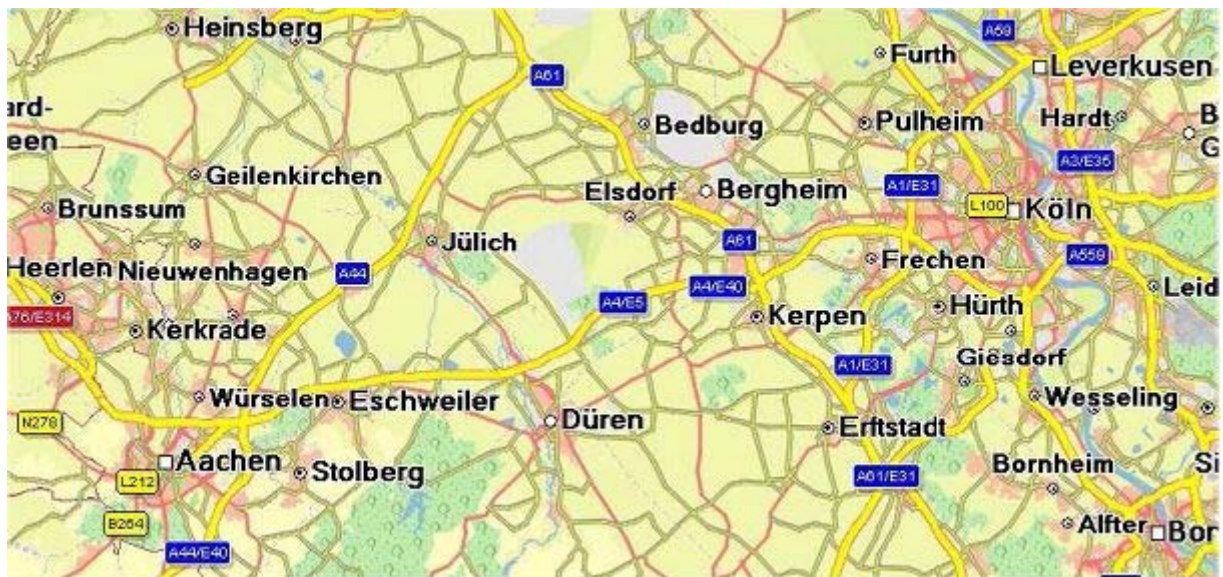 Heinsberg
A59
Furth
Leverkusen
A61
ard-
een
Bedburg
Pulheim
Hardt
B
G
A3/E35
Geilenkirchen
Elsdorf
Bergheim
A1/E31
L100
Köln
Brunssum
Jülich
A61
A559
Heerlen
Nieuwenhagen
A44
Frechen
A4/E40
Leid
A4/E5
Hürth
A76/E314
Kerkrade
Kerpen
Giesdorf
A1/E31
Würselen
Eschweiler
Wesseling
N278
Düren
Erftstadt
Aachen
Stolberg
Bornheim
Si
L212
A61/E31
B264
Alfter
Bor
A44/E40